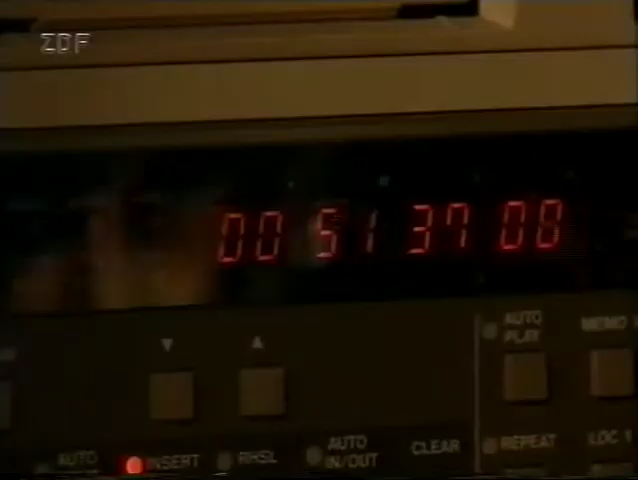 ZDF
00 51 37 08
▼ ▲
AUTO PLAY
MEMO
AUTO
INSERT
RHSL
AUTO IN/OUT
CLEAR
REPEAT
LOC 1